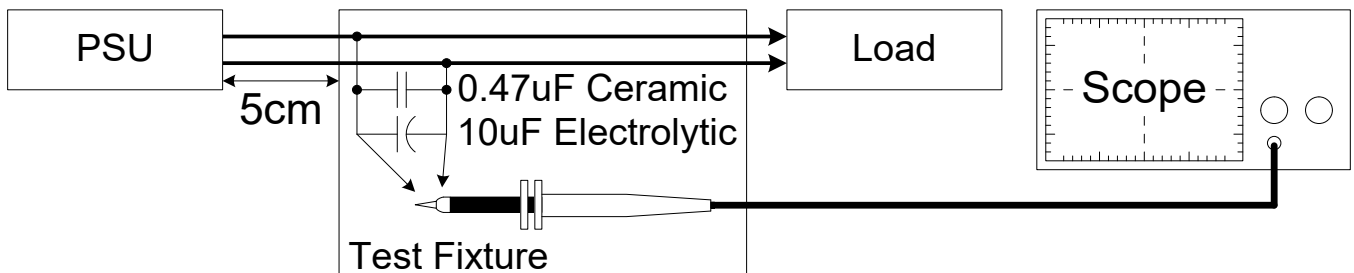 PSU
Load
Scope
5cm
0.47uF Ceramic
10uF Electrolytic
Test Fixture